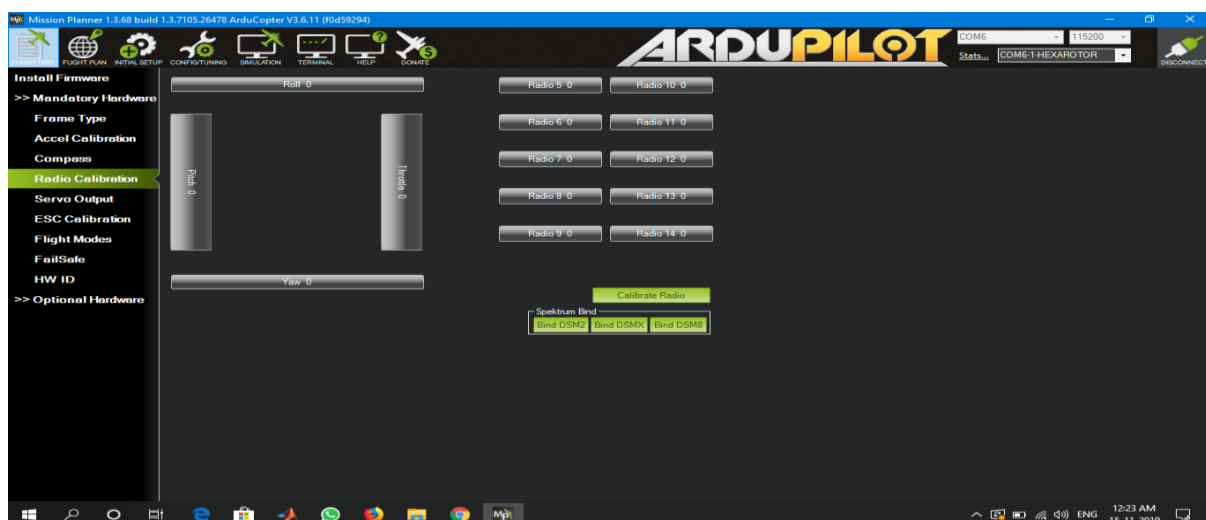 Mission Planner 1.3.68 build 1.3.7105.26478 ArduCopter V3.6.11 (f0d59294)
FLIGHT DATA FLIGHT PLAN INITIAL SETUP CONFIG/TUNING SIMULATION TERMINAL HELP DONATE
ARDUPILOT
COM6 115200
Stats... COM6-1-HEXAROTOR
DISCONNECT
Install Firmware
>> Mandatory Hardware
Frame Type
Accel Calibration
Compass
Radio Calibration
Servo Output
ESC Calibration
Flight Modes
FailSafe
HW ID
>> Optional Hardware
Roll 0
Pitch 0
Throttle 0
Yaw 0
Radio 5 0 Radio 10 0
Radio 6 0 Radio 11 0
Radio 7 0 Radio 12 0
Radio 8 0 Radio 13 0
Radio 9 0 Radio 14 0
Calibrate Radio
Spektrum Bind
Bind DSM2 Bind DSMX Bind DSM8
ENG 12:23 AM
15-11-2019